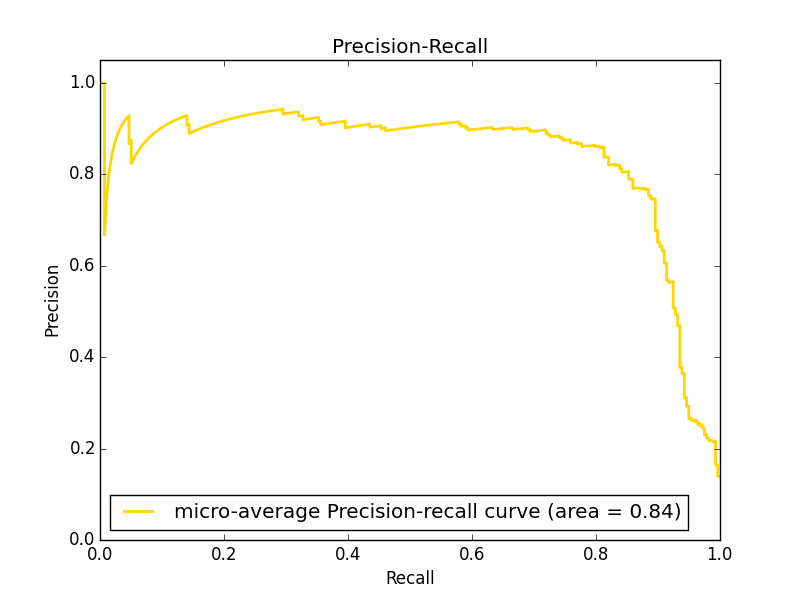 Precision-Recall
1.0
0.8
0.6
0.4
0.2
0.0
Precision
micro-average Precision-recall curve (area = 0.84)
0.0 0.2 0.4 0.6 0.8 1.0
Recall